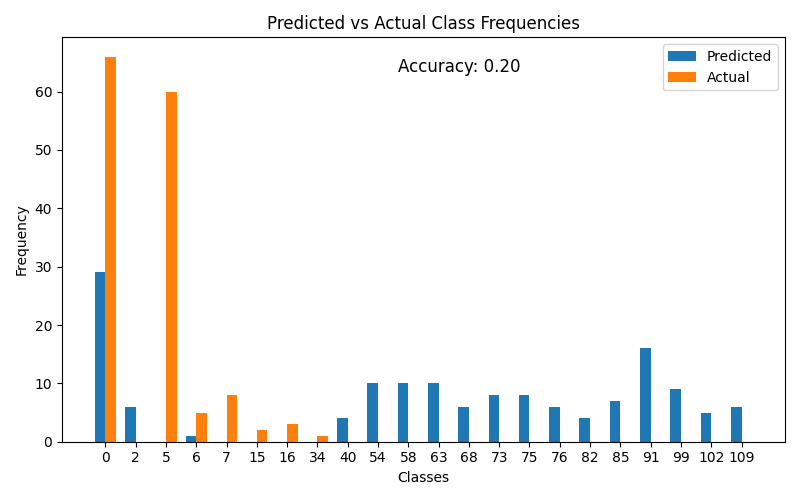 Predicted vs Actual Class Frequencies
Accuracy: 0.20
Predicted
Actual
Frequency
60
50
40
30
20
10
0
0 2 5 6 7 15 16 34 40 54 58 63 68 73 75 76 82 85 91 99 102 109
Classes